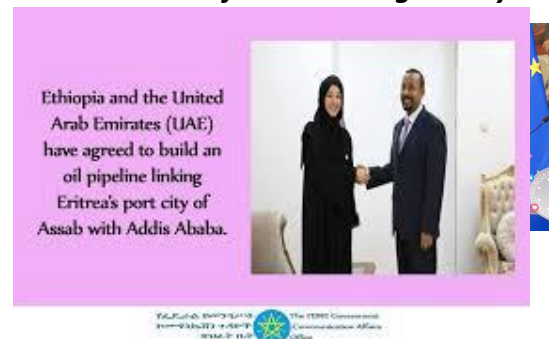 Ethiopia and the United
Arab Emirates (UAE)
have agreed to build an
oil pipeline linking
Eritrea's port city of
Assab with Addis Ababa.
The FDRE Government
Communication Affairs
Office